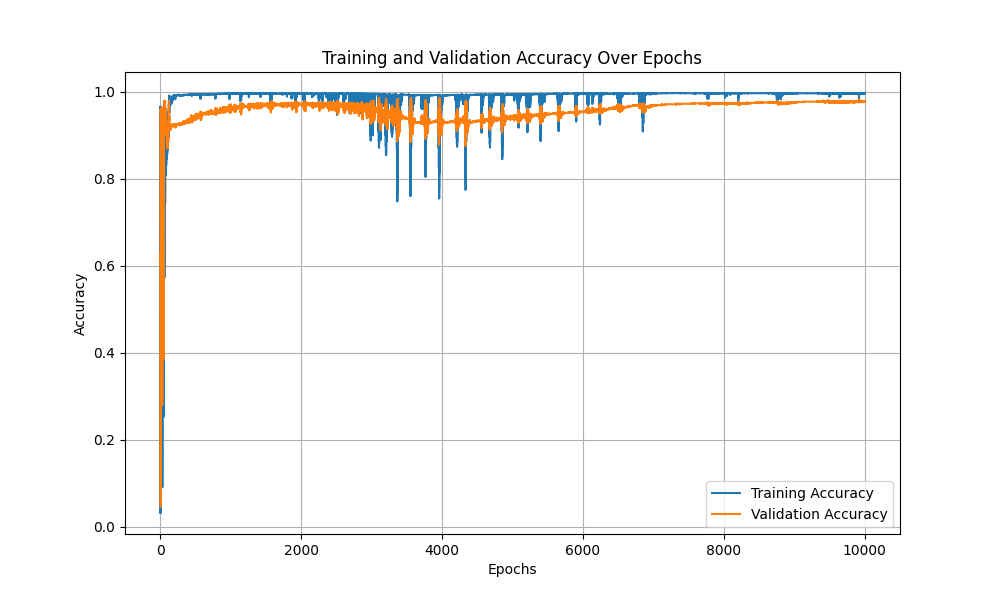 Training and Validation Accuracy Over Epochs
1.0
0.8
0.6
0.4
0.2
0.0
Accuracy
0 2000 4000 6000 8000 10000
Epochs
Training Accuracy
Validation Accuracy